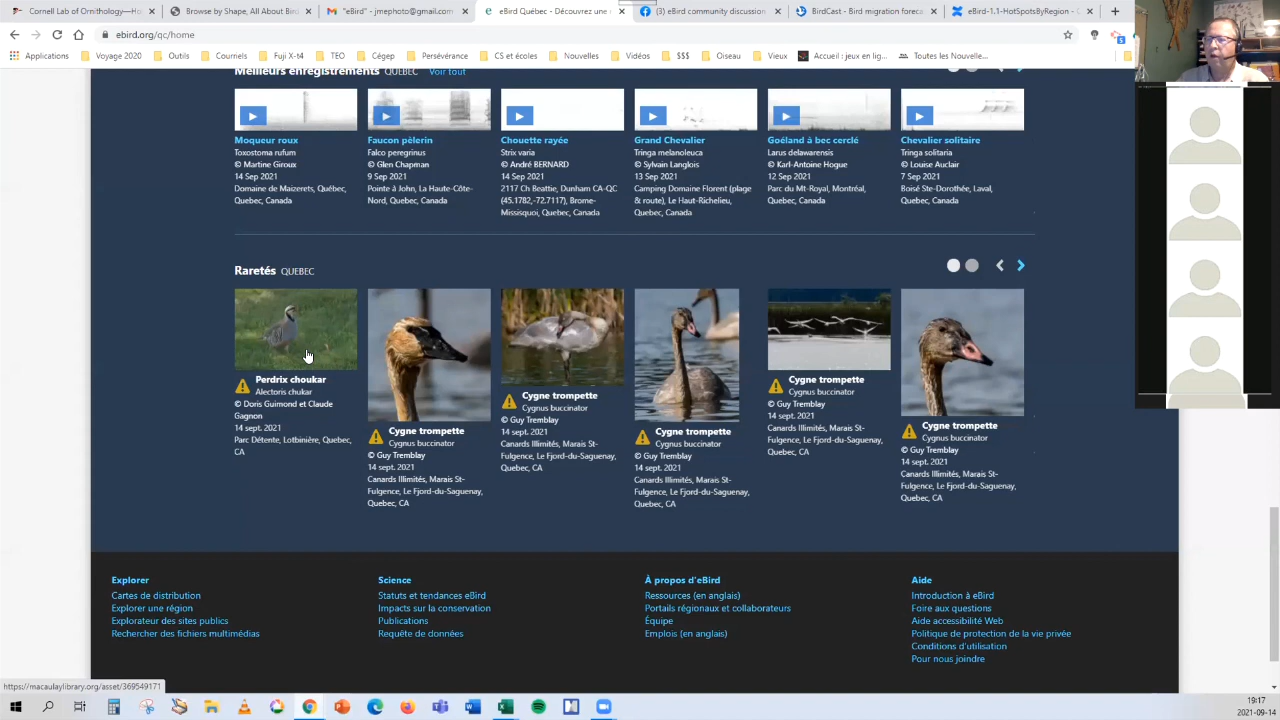 Cornell Lab of Ornithology—Ho
Browse by Shape, All About Bir
"eBird" - jmephoto@gmail.com
eBird Québec - Découvrez une
(3) eBird community discussion
BirdCast - Bird migration foreca
eBird-1,1-HotSpotsByRegion - C
ebird.org/qc/home
Applications Voyage 2020 Outils Courriels Fuji X-t4 TEO Cégep Persévérance CS et écoles Nouvelles Vidéos $$$ Oiseau Vieux Accueil : jeux en lig... Toutes les Nouvelle...
Meilleurs enregistrements QUEBEC Voir tout
Moqueur roux
Toxostoma rufum
© Martine Giroux
14 Sep 2021
Domaine de Maizerets, Québec,
Quebec, Canada
Faucon pèlerin
Falco peregrinus
© Glen Chapman
9 Sep 2021
Pointe à John, La Haute-Côte-
Nord, Quebec, Canada
Chouette rayée
Strix varia
© André BERNARD
14 Sep 2021
2117 Ch Beattie, Dunham CA-QC
(45.1782,-72.7117), Brome-
Missisquoi, Quebec, Canada
Grand Chevalier
Tringa melanoleuca
© Sylvain Langlois
13 Sep 2021
Camping Domaine Florent (plage
& route), Le Haut-Richelieu,
Quebec, Canada
Goéland à bec cerclé
Larus delawarensis
© Karl-Antoine Hogue
12 Sep 2021
Parc du Mt-Royal, Montréal,
Quebec, Canada
Chevalier solitaire
Tringa solitaria
© Louise Auclair
7 Sep 2021
Boisé Ste-Dorothée, Laval,
Quebec, Canada
Raretés QUEBEC
Perdrix choukar
Alectoris chukar
© Doris Guimond et Claude
Gagnon
14 sept. 2021
Parc Détente, Lotbinière, Quebec,
CA
Cygne trompette
Cygnus buccinator
© Guy Tremblay
14 sept. 2021
Canards Illimités, Marais St-
Fulgence, Le Fjord-du-Saguenay,
Quebec, CA
Cygne trompette
Cygnus buccinator
© Guy Tremblay
14 sept. 2021
Canards Illimités, Marais St-
Fulgence, Le Fjord-du-Saguenay,
Quebec, CA
Cygne trompette
Cygnus buccinator
© Guy Tremblay
14 sept. 2021
Canards Illimités, Marais St-
Fulgence, Le Fjord-du-Saguenay,
Quebec, CA
Cygne trompette
Cygnus buccinator
© Guy Tremblay
14 sept. 2021
Canards Illimités, Marais St-
Fulgence, Le Fjord-du-Saguenay,
Quebec, CA
Cygne trompette
Cygnus buccinator
© Guy Tremblay
14 sept. 2021
Canards Illimités, Marais St-
Fulgence, Le Fjord-du-Saguenay,
Quebec, CA
Explorer
Cartes de distribution
Explorer une région
Explorateur des sites publics
Rechercher des fichiers multimédias
Science
Statuts et tendances eBird
Impacts sur la conservation
Publications
Requête de données
À propos d'eBird
Ressources (en anglais)
Portails régionaux et collaborateurs
Équipe
Emplois (en anglais)
Aide
Introduction à eBird
Foire aux questions
Aide accessibilité Web
Politique de protection de la vie privée
Conditions d'utilisation
Pour nous joindre
https://macaulaylibrary.org/asset/369549171
19:17
2021-09-14